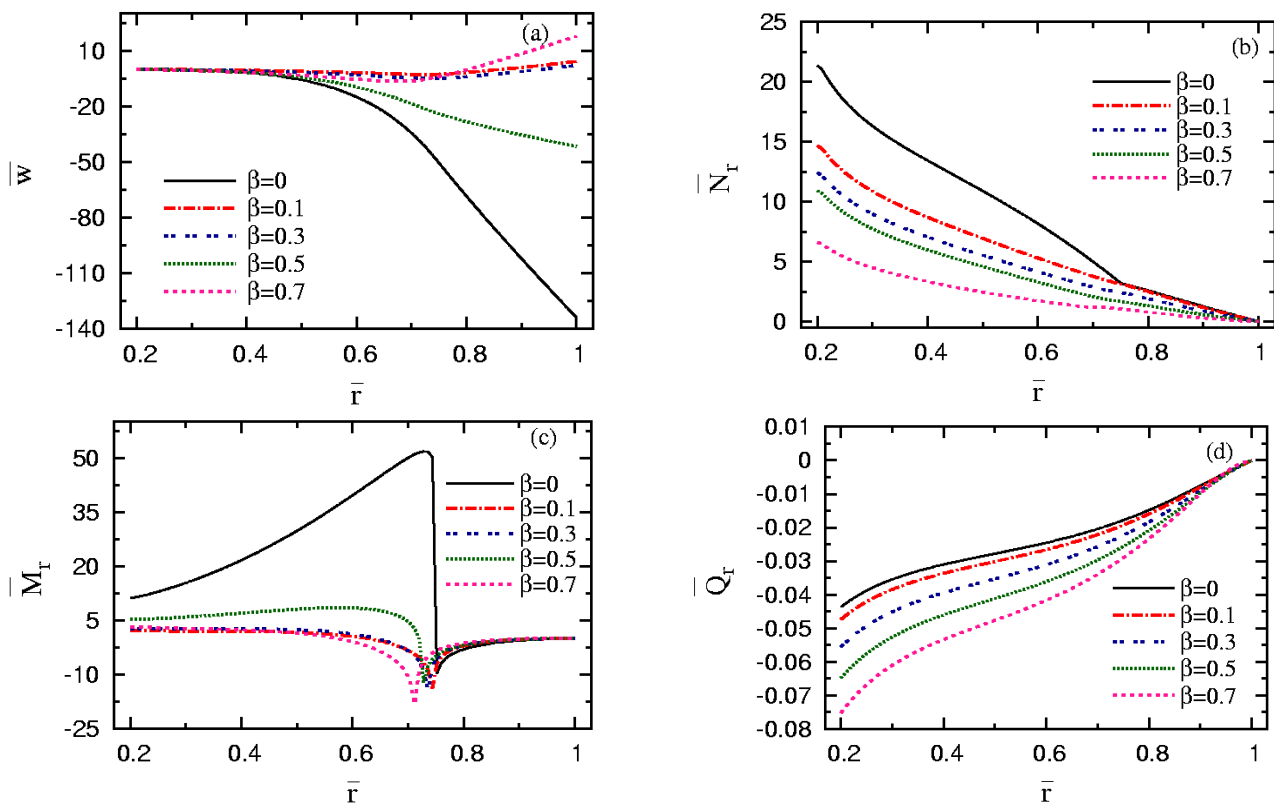 (a)
10
-20
-50
-80
-110
-140
w̅
β=0
β=0.1
β=0.3
β=0.5
β=0.7
0.2 0.4 0.6 0.8 1
r̅
(b)
25
20
15
10
5
0
N̅r
β=0
β=0.1
β=0.3
β=0.5
β=0.7
0.2 0.4 0.6 0.8 1
r̅
(c)
50
35
20
5
-10
-25
M̅r
β=0
β=0.1
β=0.3
β=0.5
β=0.7
0.2 0.4 0.6 0.8 1
r̅
(d)
0.01
0
-0.01
-0.02
-0.03
-0.04
-0.05
-0.06
-0.07
-0.08
Q̅r
β=0
β=0.1
β=0.3
β=0.5
β=0.7
0.2 0.4 0.6 0.8 1
r̅